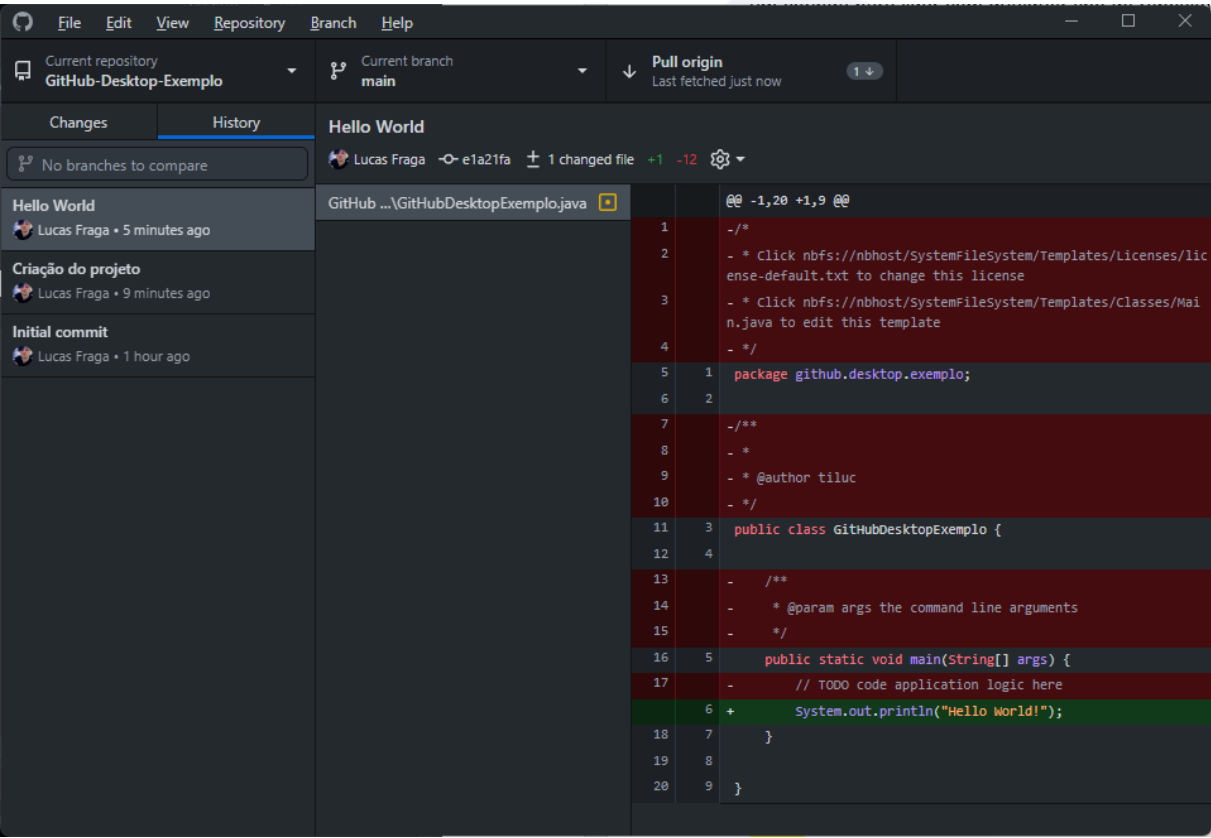 File Edit View Repository Branch Help
Current repository
GitHub-Desktop-Exemplo
Current branch
main
Pull origin
Last fetched just now
1
Changes History
No branches to compare
Hello World
Lucas Fraga • 5 minutes ago
Criação do projeto
Lucas Fraga • 9 minutes ago
Initial commit
Lucas Fraga • 1 hour ago
Hello World
Lucas Fraga e1a21fa 1 changed file +1 -12
GitHub ...\GitHubDesktopExemplo.java
@@ -1,20 +1,9 @@
1 -/*
2 - * Click nbfs://nbhost/SystemFileSystem/Templates/Licenses/lic
ense-default.txt to change this license
3 - * Click nbfs://nbhost/SystemFileSystem/Templates/Classes/Mai
n.java to edit this template
4 - */
5 1 package github.desktop.exemplo;
6 2
7 -/**
8 - *
9 - * @author tiluc
10 - */
11 3 public class GitHubDesktopExemplo {
12 4
13 - /**
14 - * @param args the command line arguments
15 - */
16 5 public static void main(String[] args) {
17 - // TODO code application logic here
6 + System.out.println("Hello World!");
18 7 }
19 8
20 9 }